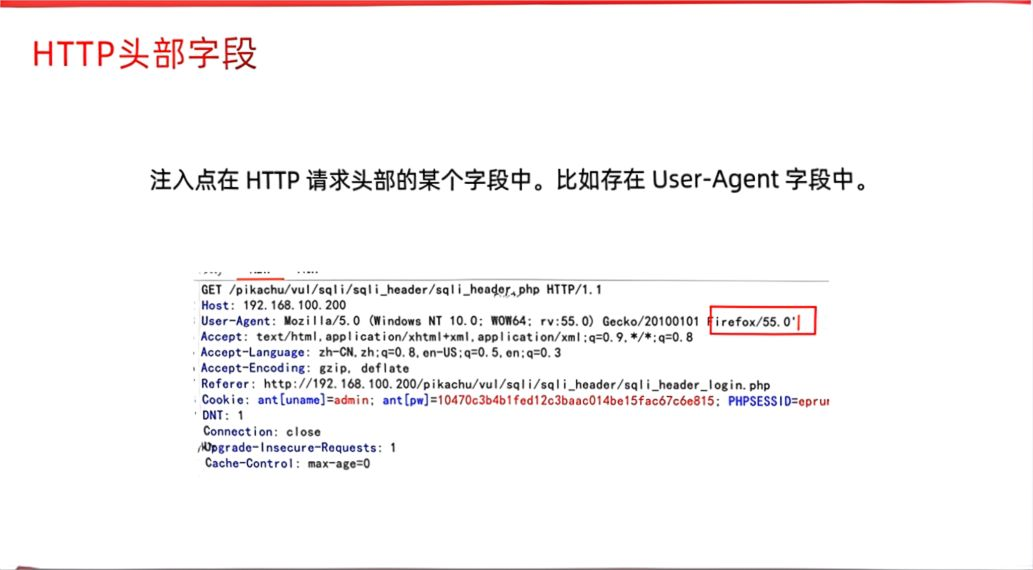 HTTP头部字段
注入点在 HTTP 请求头部的某个字段中。比如存在 User-Agent 字段中。
GET /pikachu/vul/sqli/sqli_header/sqli_header.php HTTP/1.1
Host: 192.168.100.200
User-Agent: Mozilla/5.0 (Windows NT 10.0; WOW64; rv:55.0) Gecko/20100101 Firefox/55.0'
Accept: text/html,application/xhtml+xml,application/xml;q=0.9,*/*;q=0.8
Accept-Language: zh-CN,zh;q=0.8,en-US;q=0.5,en;q=0.3
Accept-Encoding: gzip, deflate
Referer: http://192.168.100.200/pikachu/vul/sqli/sqli_header/sqli_header_login.php
Cookie: ant[uname]=admin; ant[pw]=10470c3b4b1fed12c3baac014be15fac67c6e815; PHPSESSID=eprur
DNT: 1
Connection: close
Upgrade-Insecure-Requests: 1
Cache-Control: max-age=0